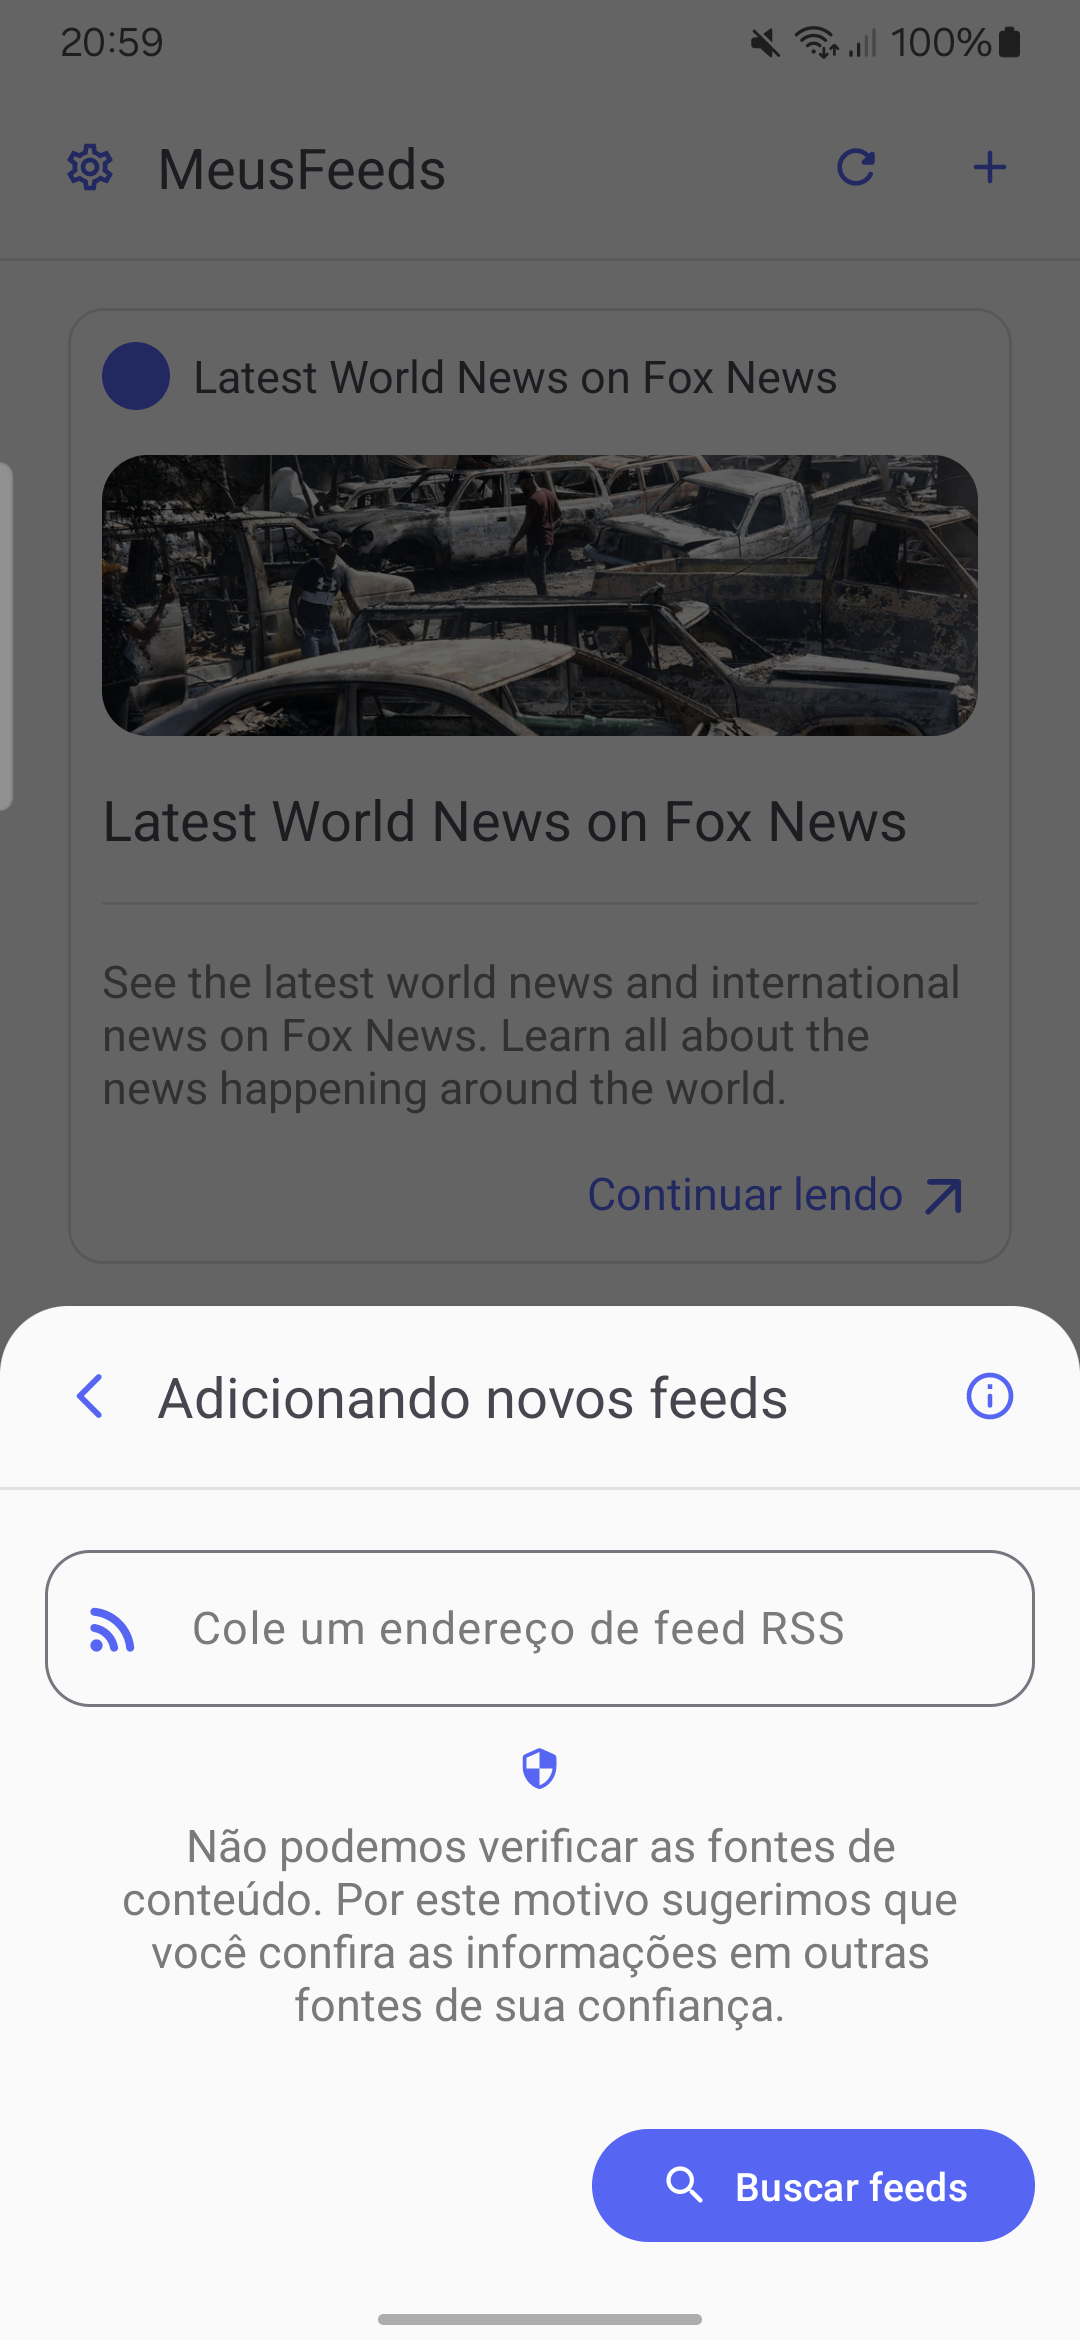 20:59
100%
MeusFeeds
Latest World News on Fox News
Latest World News on Fox News
See the latest world news and international
news on Fox News. Learn all about the
news happening around the world.
Continuar lendo
Adicionando novos feeds
Cole um endereço de feed RSS
Não podemos verificar as fontes de
conteúdo. Por este motivo sugerimos que
você confira as informações em outras
fontes de sua confiança.
Buscar feeds